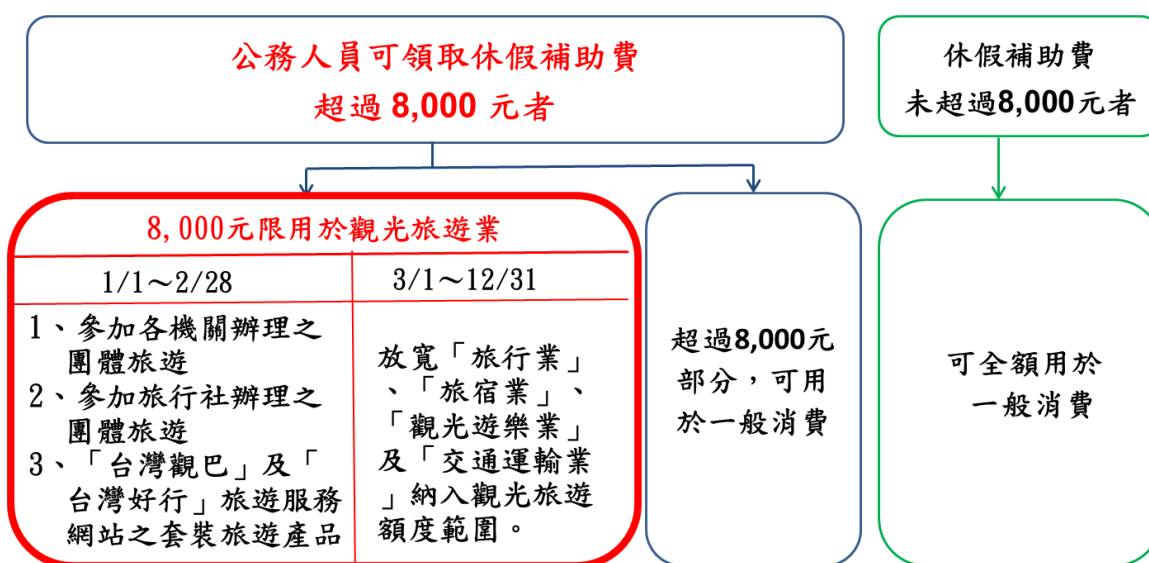 公務人員可領取休假補助費
超過 8,000 元者
休假補助費
未超過8,000元者
8,000元限用於觀光旅遊業
1/1～2/28
3/1～12/31
1、參加各機關辦理之
團體旅遊
2、參加旅行社辦理之
團體旅遊
3、「台灣觀巴」及「
台灣好行」旅遊服務
網站之套裝旅遊產品
放寬「旅行業」
、「旅宿業」、
「觀光遊樂業」
及「交通運輸業
」納入觀光旅遊
額度範圍。
超過8,000元
部分，可用
於一般消費
可全額用於
一般消費